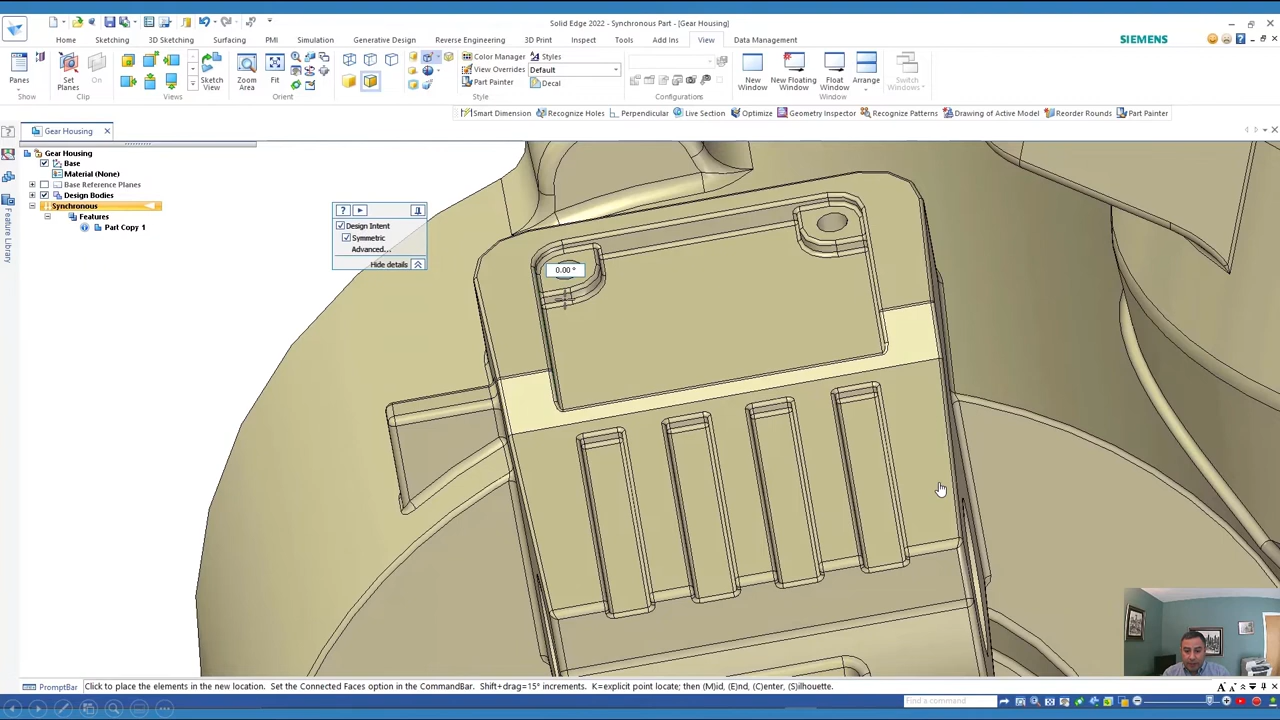 Solid Edge 2022 - Synchronous Part - [Gear Housing]
Home Sketching 3D Sketching Surfacing PMI Simulation Generative Design Reverse Engineering 3D Print Inspect Tools Add Ins View Data Management
SIEMENS
Panes
Show
Set Planes
On
Clip
Views
Sketch View
Zoom Area
Fit
Orient
Color Manager
View Overrides
Part Painter
Styles
Default
Decal
Style
Configurations
New Window
New Floating Window
Float Window
Arrange
Switch Windows
Window
Smart Dimension Recognize Holes Perpendicular Live Section Optimize Geometry Inspector Recognize Patterns Drawing of Active Model Reorder Rounds Part Painter
Gear Housing
Feature Library
Gear Housing
Base
Material (None)
Base Reference Planes
Design Bodies
Synchronous
Features
Part Copy 1
Design Intent
Symmetric
Advanced...
Hide details
0.00 °
PromptBar
Click to place the elements in the new location. Set the Connected Faces option in the CommandBar. Shift+drag=15° increments. K=explicit point locate; then (M)id, (E)nd, (C)enter, (S)ilhouette.
Find a command